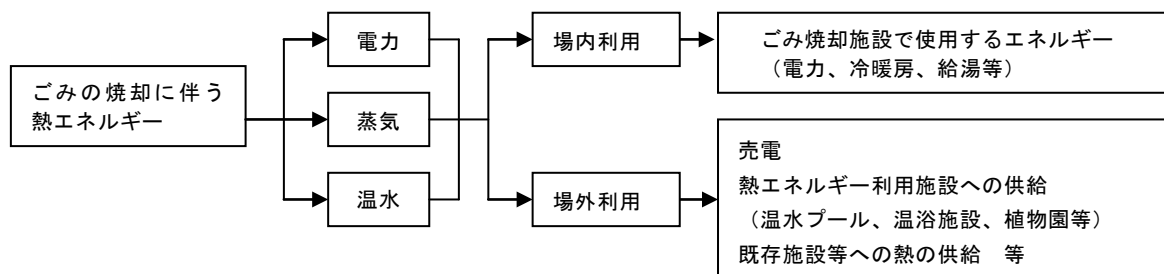 ごみの焼却に伴う
熱エネルギー
電力
蒸気
温水
場内利用
場外利用
ごみ焼却施設で使用するエネルギー
（電力、冷暖房、給湯等）
売電
熱エネルギー利用施設への供給
（温水プール、温浴施設、植物園等）
既存施設等への熱の供給　等